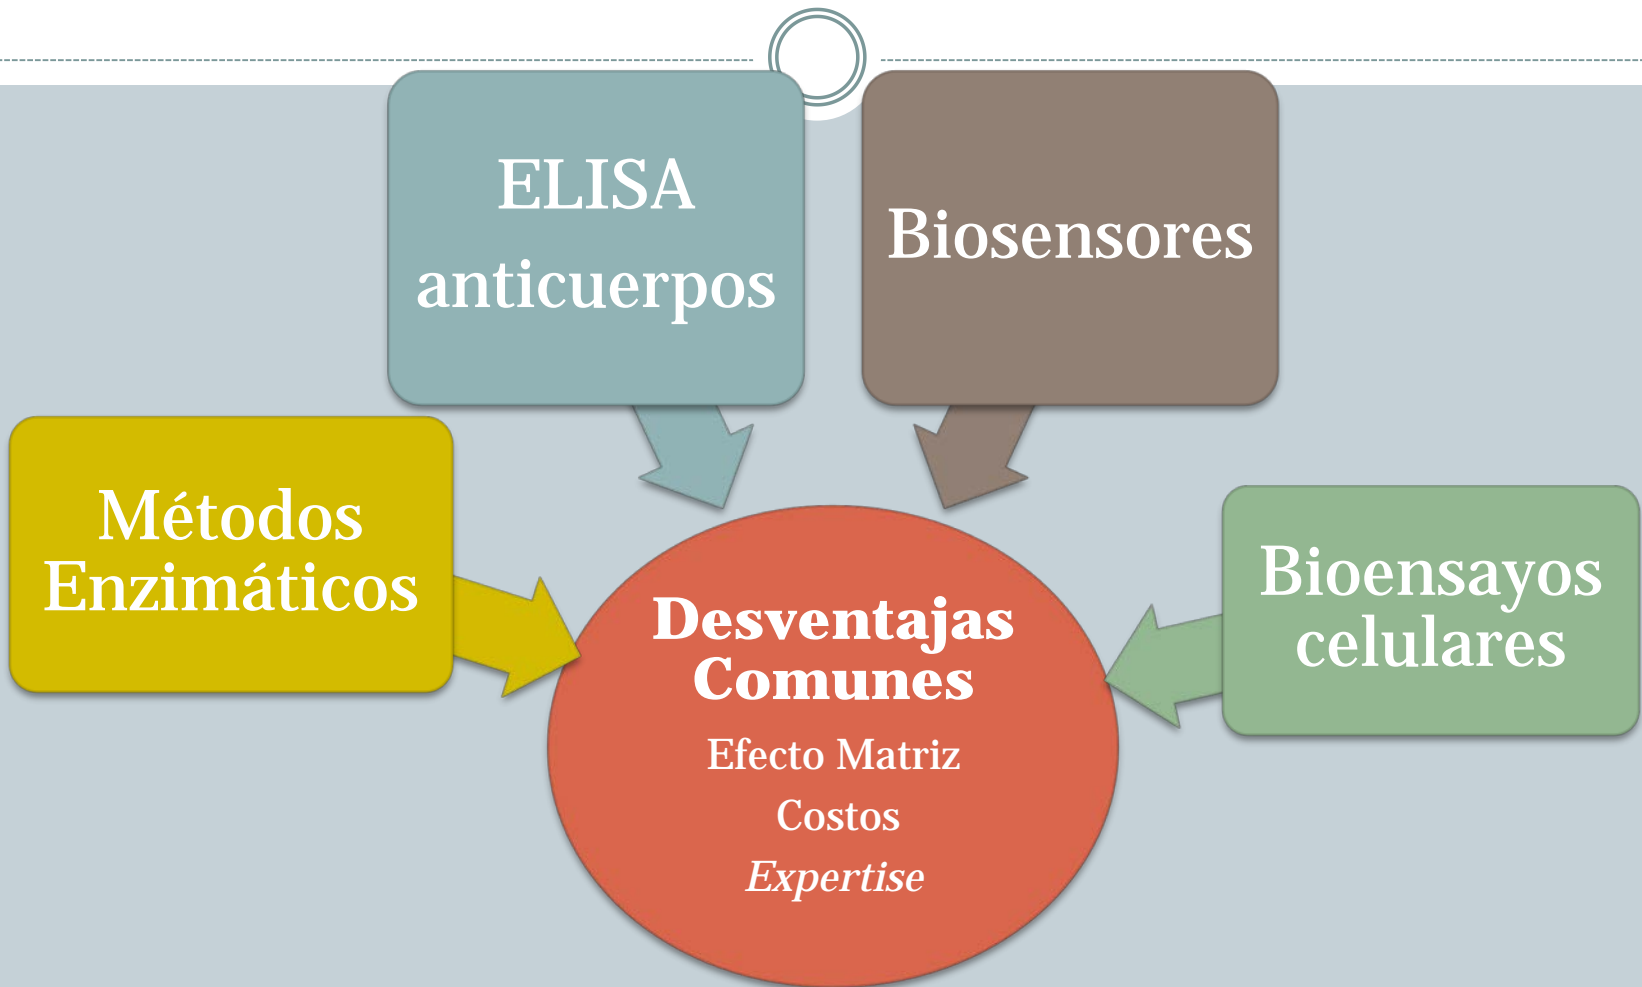 ELISA
anticuerpos
Biosensores
Métodos
Enzimáticos
Bioensayos
celulares
Desventajas
Comunes
Efecto Matriz
Costos
Expertise